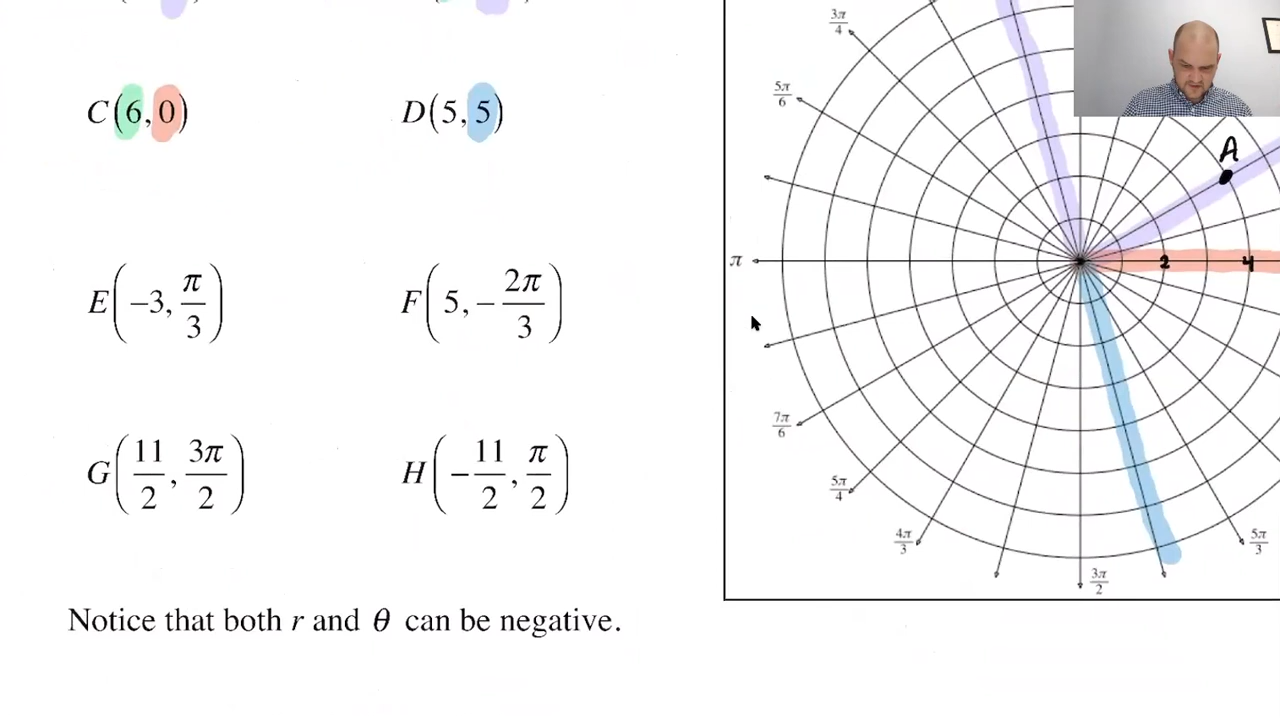 C(6,0)
D(5,5)
E(−3, π/3)
F(5, −2π/3)
G(11/2, 3π/2)
H(−11/2, π/2)
Notice that both r and θ can be negative.
3π/4
5π/6
π
7π/6
5π/4
4π/3
3π/2
5π/3
A
2
4